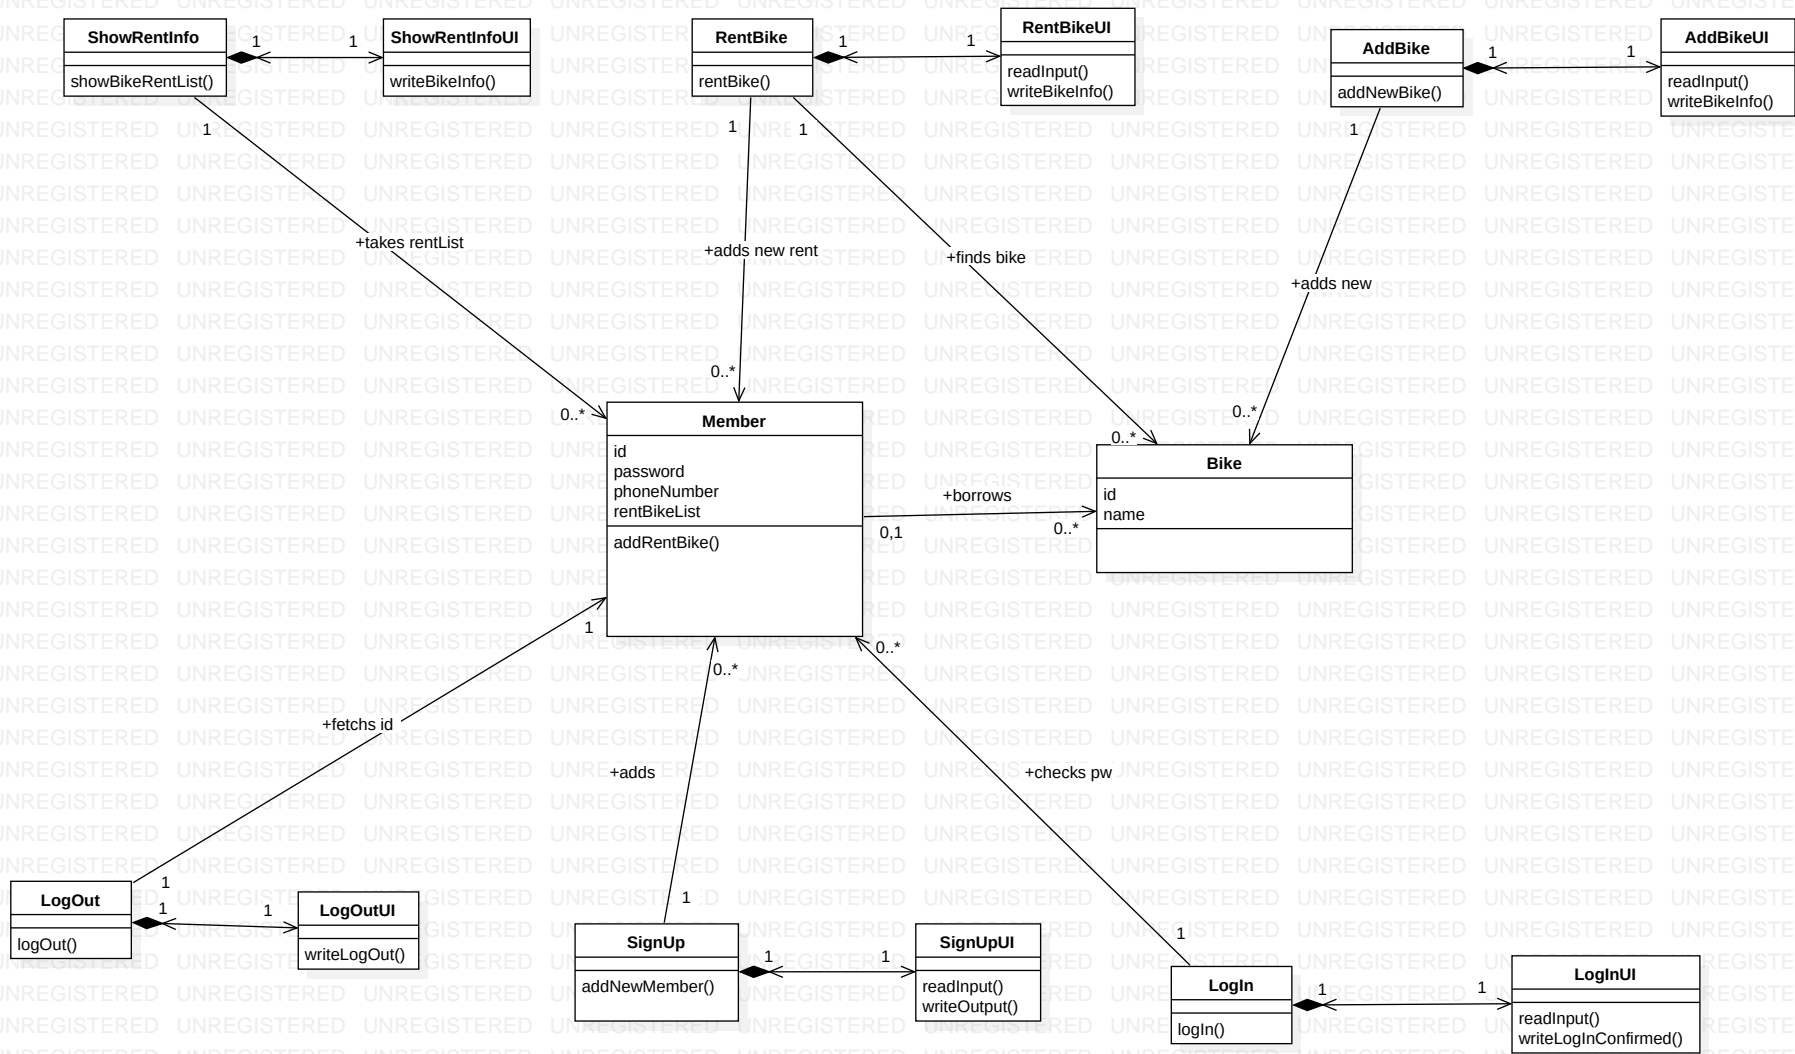 ShowRentInfo
showBikeRentList()
1
1
ShowRentInfoUI
writeBikeInfo()
RentBike
rentBike()
1
1
RentBikeUI
readInput()
writeBikeInfo()
AddBike
addNewBike()
1
1
AddBikeUI
readInput()
writeBikeInfo()
1
+takes rentList
0..*
1
+adds new rent
0..*
1
+finds bike
0..*
1
+adds new
0..*
Member
id
password
phoneNumber
rentBikeList
addRentBike()
+borrows
0,1
0..*
Bike
id
name
1
+fetchs id
1
0..*
+adds
1
0..*
+checks pw
1
LogOut
logOut()
1
1
LogOutUI
writeLogOut()
SignUp
addNewMember()
1
1
SignUpUI
readInput()
writeOutput()
LogIn
logIn()
1
1
LogInUI
readInput()
writeLogInConfirmed()
UNREGISTERED